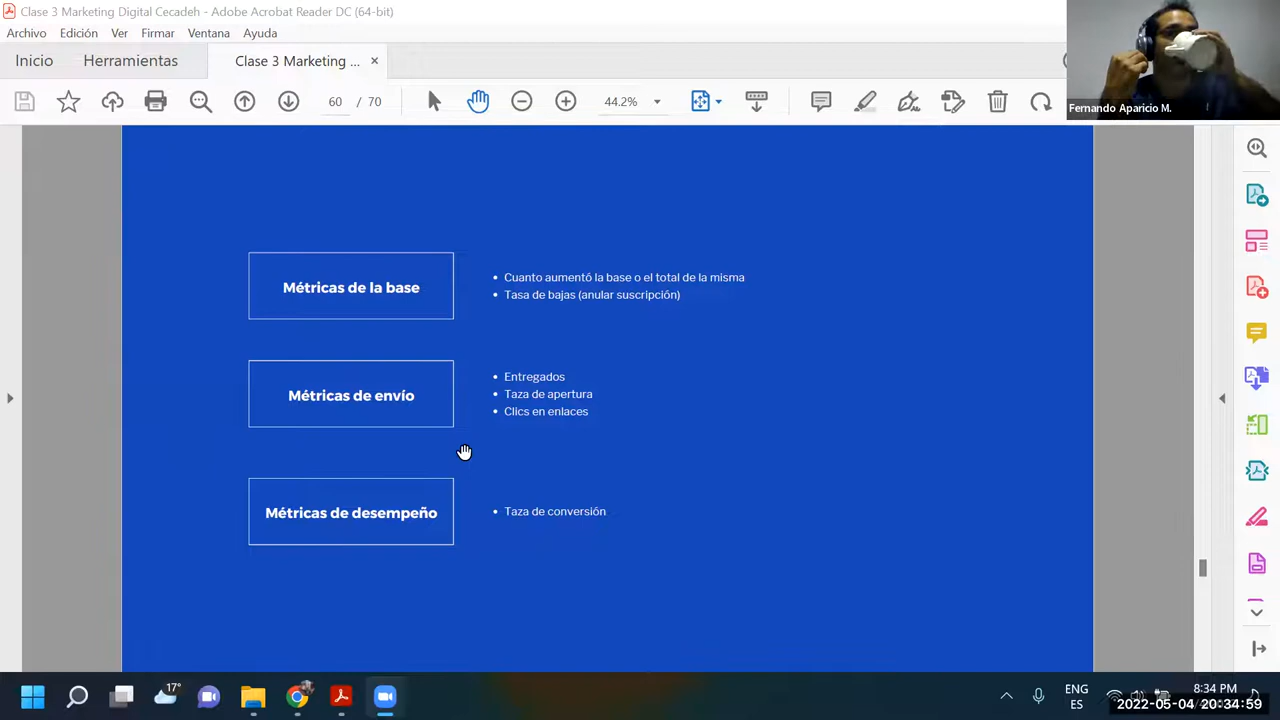 Clase 3 Marketing Digital Cecadeh - Adobe Acrobat Reader DC (64-bit)
Archivo Edición Ver Firmar Ventana Ayuda
Inicio Herramientas Clase 3 Marketing ... ×
60 / 70 44.2%
Fernando Aparicio M.
Métricas de la base
• Cuanto aumentó la base o el total de la misma
• Tasa de bajas (anular suscripción)
Métricas de envío
• Entregados
• Taza de apertura
• Clics en enlaces
Métricas de desempeño
• Taza de conversión
17°
ENG
ES
8:34 PM
2022-05-04 20:34:59